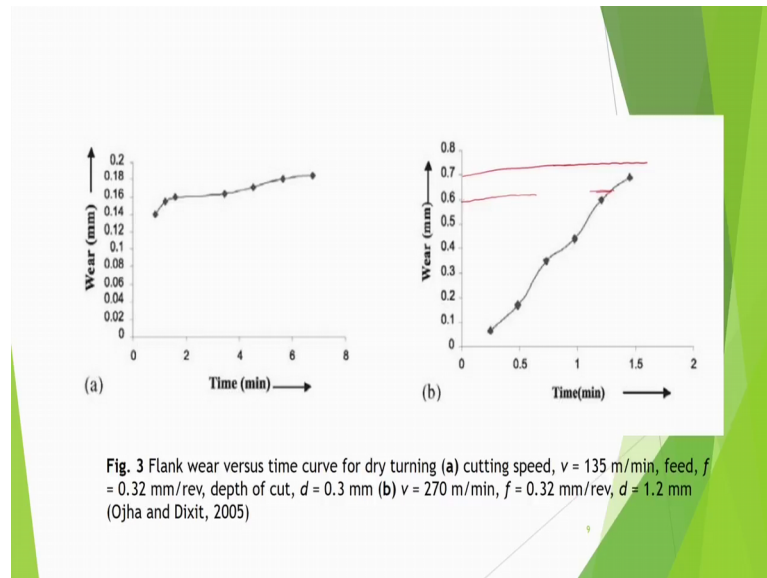 0.2
0.18
0.16
0.14
0.12
0.1
0.08
0.06
0.04
0.02
0
Wear (mm)
0 2 4 6 8
(a)
Time (min)
0.8
0.7
0.6
0.5
0.4
0.3
0.2
0.1
0
Wear (mm)
0 0.5 1 1.5 2
(b)
Time(min)
Fig. 3 Flank wear versus time curve for dry turning (a) cutting speed, v = 135 m/min, feed, f
= 0.32 mm/rev, depth of cut, d = 0.3 mm (b) v = 270 m/min, f = 0.32 mm/rev, d = 1.2 mm
(Ojha and Dixit, 2005)
9